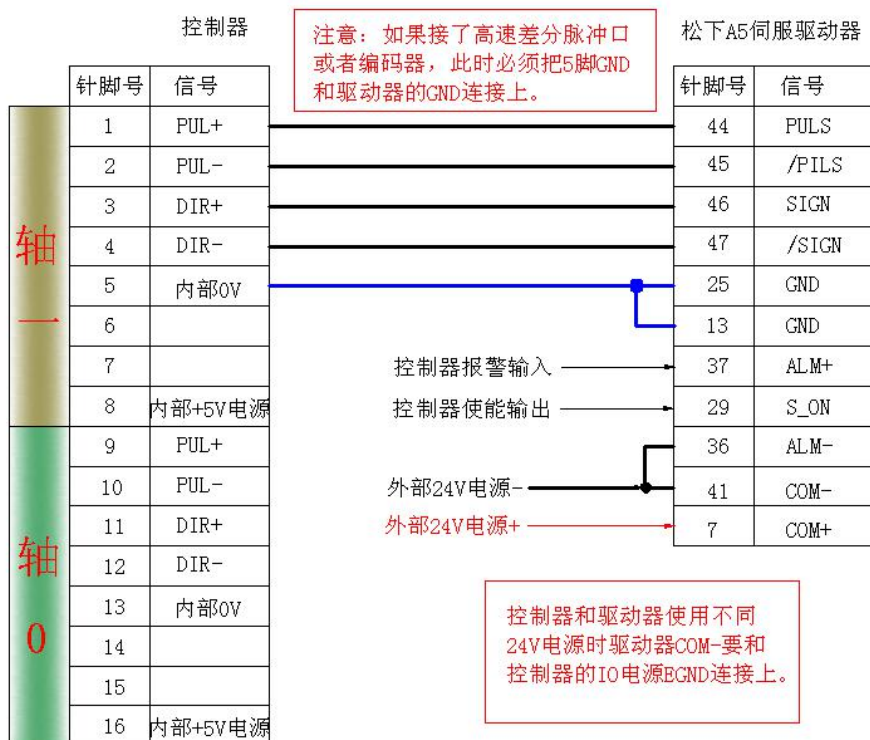 控制器
注意：如果接了高速差分脉冲口
或者编码器，此时必须把5脚GND
和驱动器的GND连接上。
松下A5伺服驱动器
针脚号 信号
针脚号 信号
轴一
1 PUL+
44 PULS
2 PUL-
45 /PILS
3 DIR+
46 SIGN
4 DIR-
47 /SIGN
5 内部0V
25 GND
6
13 GND
7
控制器报警输入
37 ALM+
8 内部+5V电源
控制器使能输出
29 S_ON
轴0
9 PUL+
36 ALM-
10 PUL-
外部24V电源-
41 COM-
11 DIR+
外部24V电源+
7 COM+
12 DIR-
13 内部0V
14
15
16 内部+5V电源
控制器和驱动器使用不同
24V电源时驱动器COM-要和
控制器的IO电源EGND连接上。